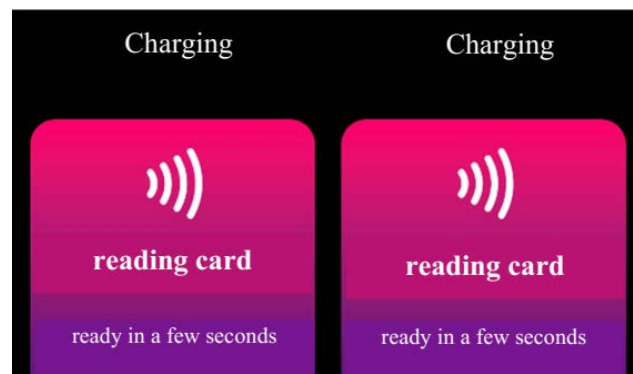 Charging
Charging
reading card
reading card
ready in a few seconds
ready in a few seconds